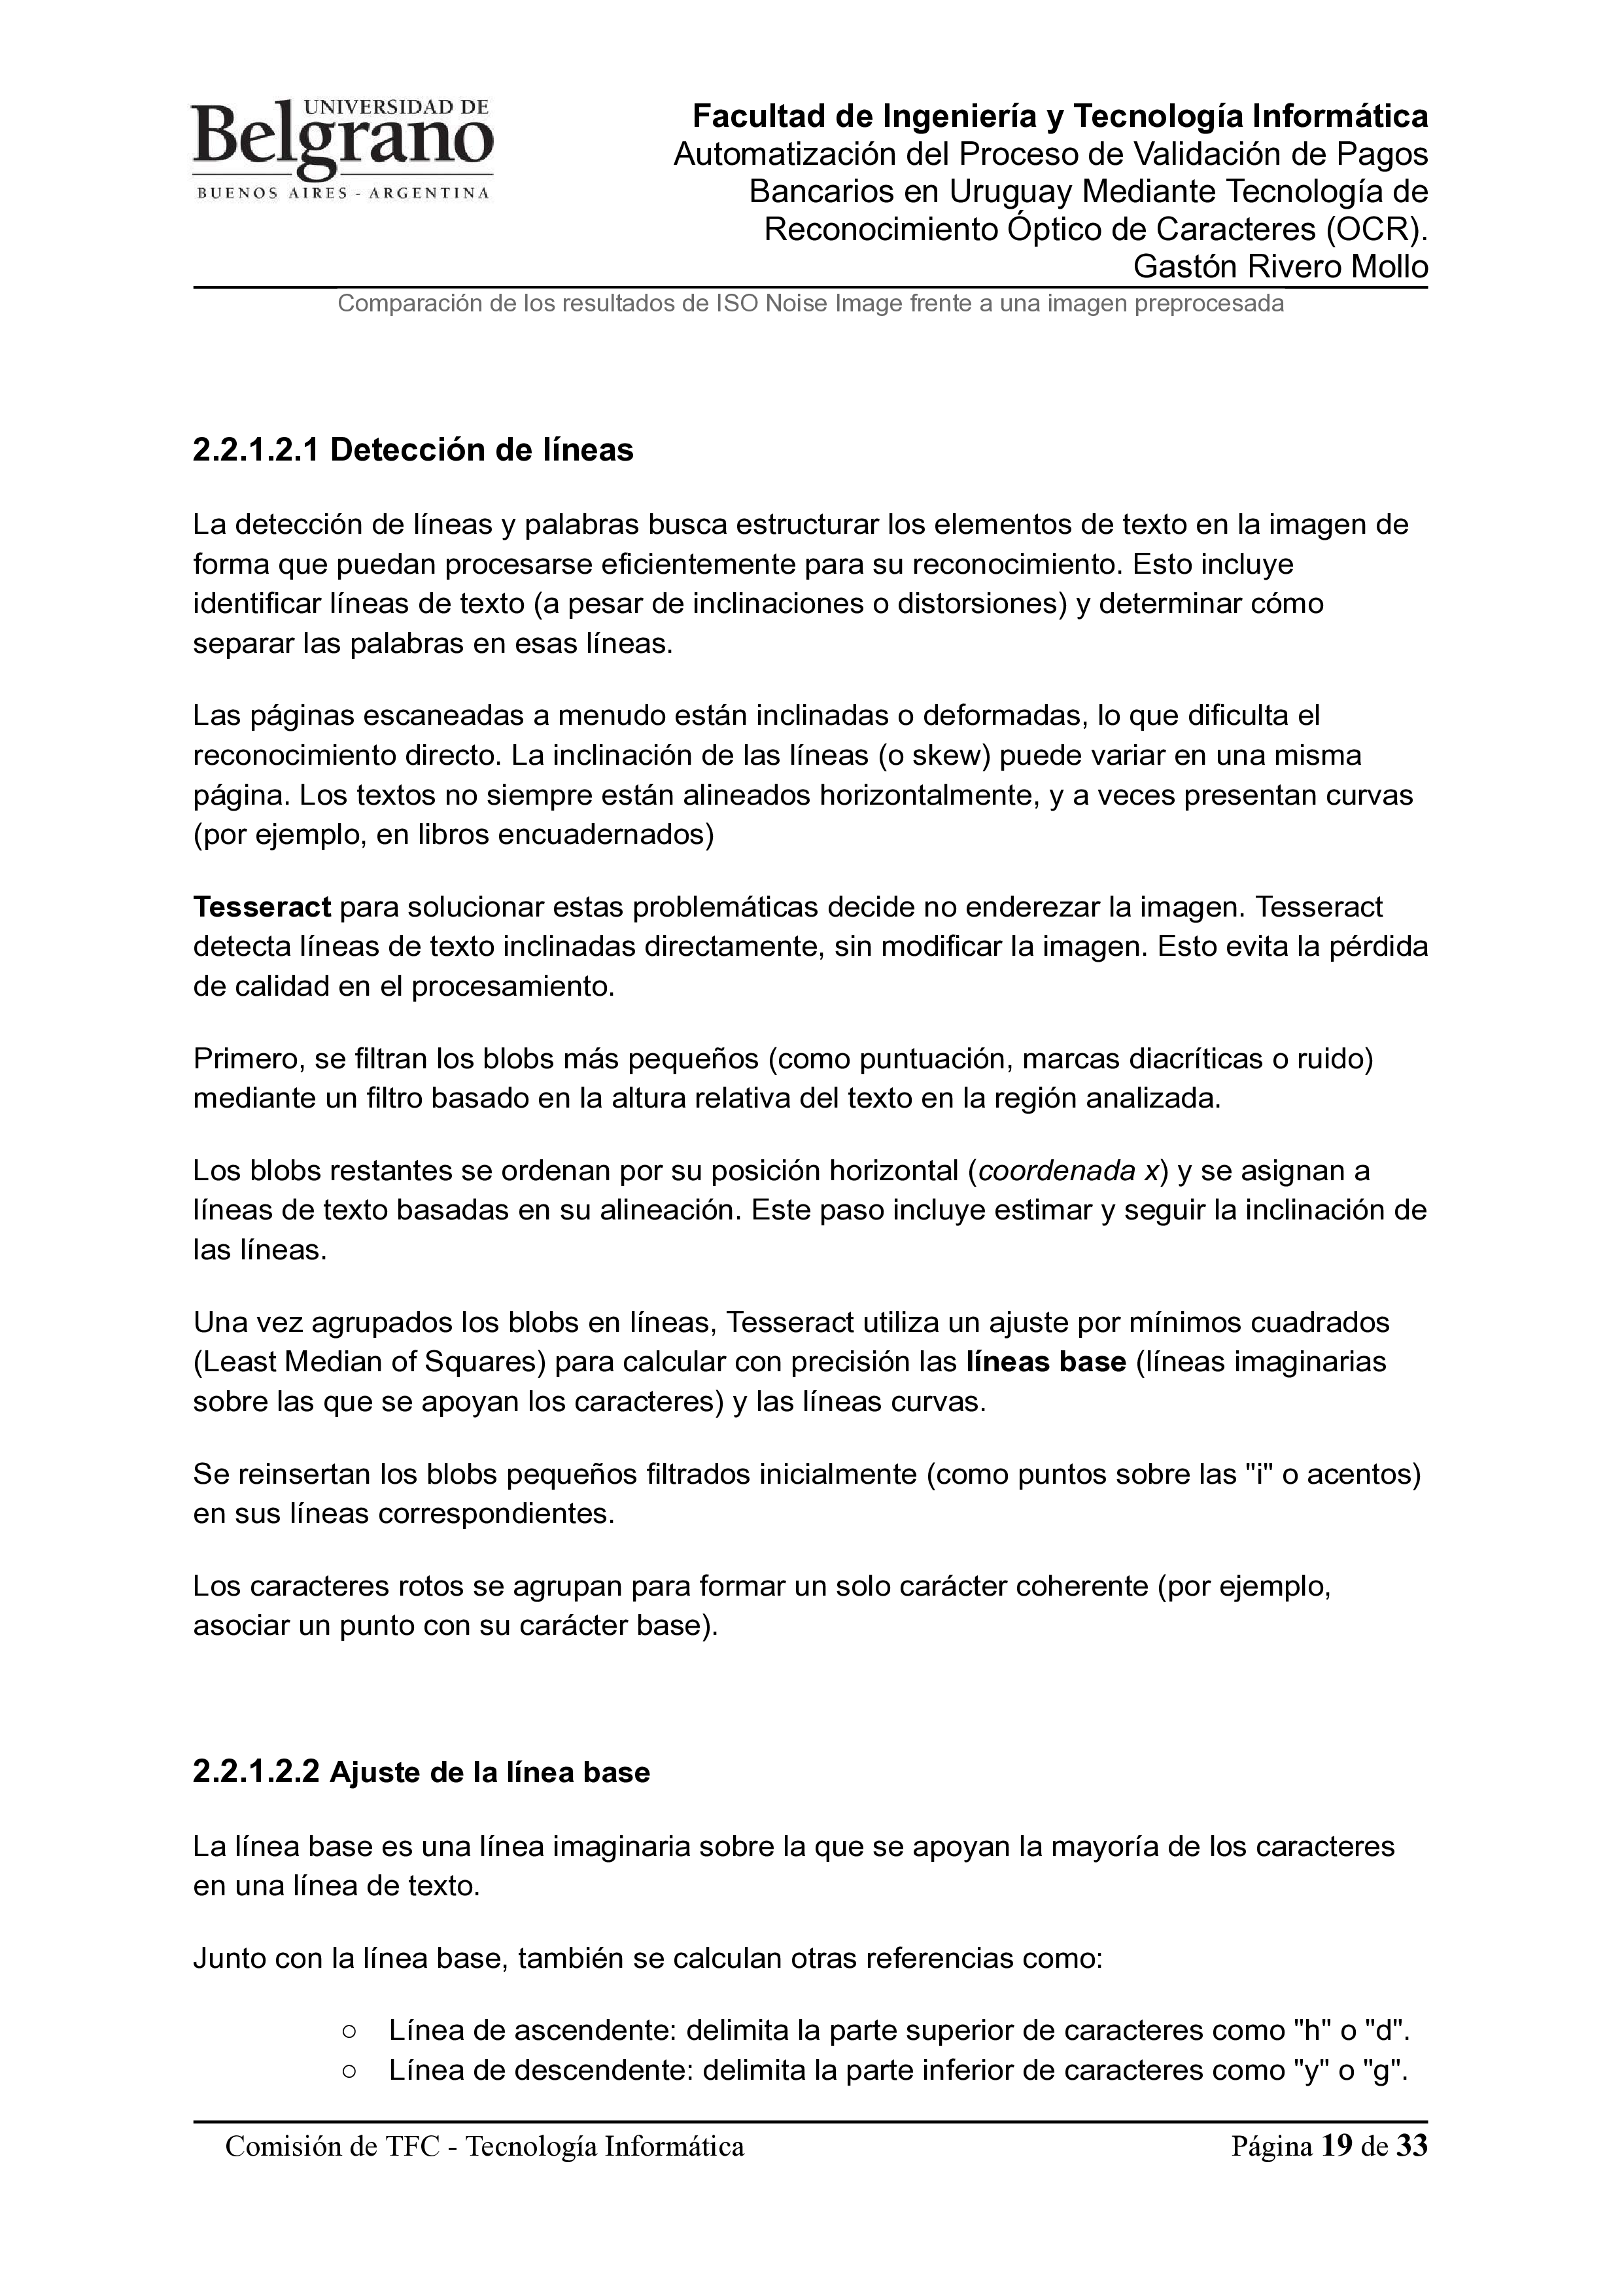 UNIVERSIDAD DE
Belgrano
BUENOS AIRES - ARGENTINA
Facultad de Ingeniería y Tecnología Informática
Automatización del Proceso de Validación de Pagos
Bancarios en Uruguay Mediante Tecnología de
Reconocimiento Óptico de Caracteres (OCR).
Gastón Rivero Mollo
Comparación de los resultados de ISO Noise Image frente a una imagen preprocesada
2.2.1.2.1 Detección de líneas
La detección de líneas y palabras busca estructurar los elementos de texto en la imagen de
forma que puedan procesarse eficientemente para su reconocimiento. Esto incluye
identificar líneas de texto (a pesar de inclinaciones o distorsiones) y determinar cómo
separar las palabras en esas líneas.
Las páginas escaneadas a menudo están inclinadas o deformadas, lo que dificulta el
reconocimiento directo. La inclinación de las líneas (o skew) puede variar en una misma
página. Los textos no siempre están alineados horizontalmente, y a veces presentan curvas
(por ejemplo, en libros encuadernados)
Tesseract para solucionar estas problemáticas decide no enderezar la imagen. Tesseract
detecta líneas de texto inclinadas directamente, sin modificar la imagen. Esto evita la pérdida
de calidad en el procesamiento.
Primero, se filtran los blobs más pequeños (como puntuación, marcas diacríticas o ruido)
mediante un filtro basado en la altura relativa del texto en la región analizada.
Los blobs restantes se ordenan por su posición horizontal (coordenada x) y se asignan a
líneas de texto basadas en su alineación. Este paso incluye estimar y seguir la inclinación de
las líneas.
Una vez agrupados los blobs en líneas, Tesseract utiliza un ajuste por mínimos cuadrados
(Least Median of Squares) para calcular con precisión las líneas base (líneas imaginarias
sobre las que se apoyan los caracteres) y las líneas curvas.
Se reinsertan los blobs pequeños filtrados inicialmente (como puntos sobre las "i" o acentos)
en sus líneas correspondientes.
Los caracteres rotos se agrupan para formar un solo carácter coherente (por ejemplo,
asociar un punto con su carácter base).
2.2.1.2.2 Ajuste de la línea base
La línea base es una línea imaginaria sobre la que se apoyan la mayoría de los caracteres
en una línea de texto.
Junto con la línea base, también se calculan otras referencias como:
○ Línea de ascendente: delimita la parte superior de caracteres como "h" o "d".
○ Línea de descendente: delimita la parte inferior de caracteres como "y" o "g".
Comisión de TFC - Tecnología Informática Página 19 de 33